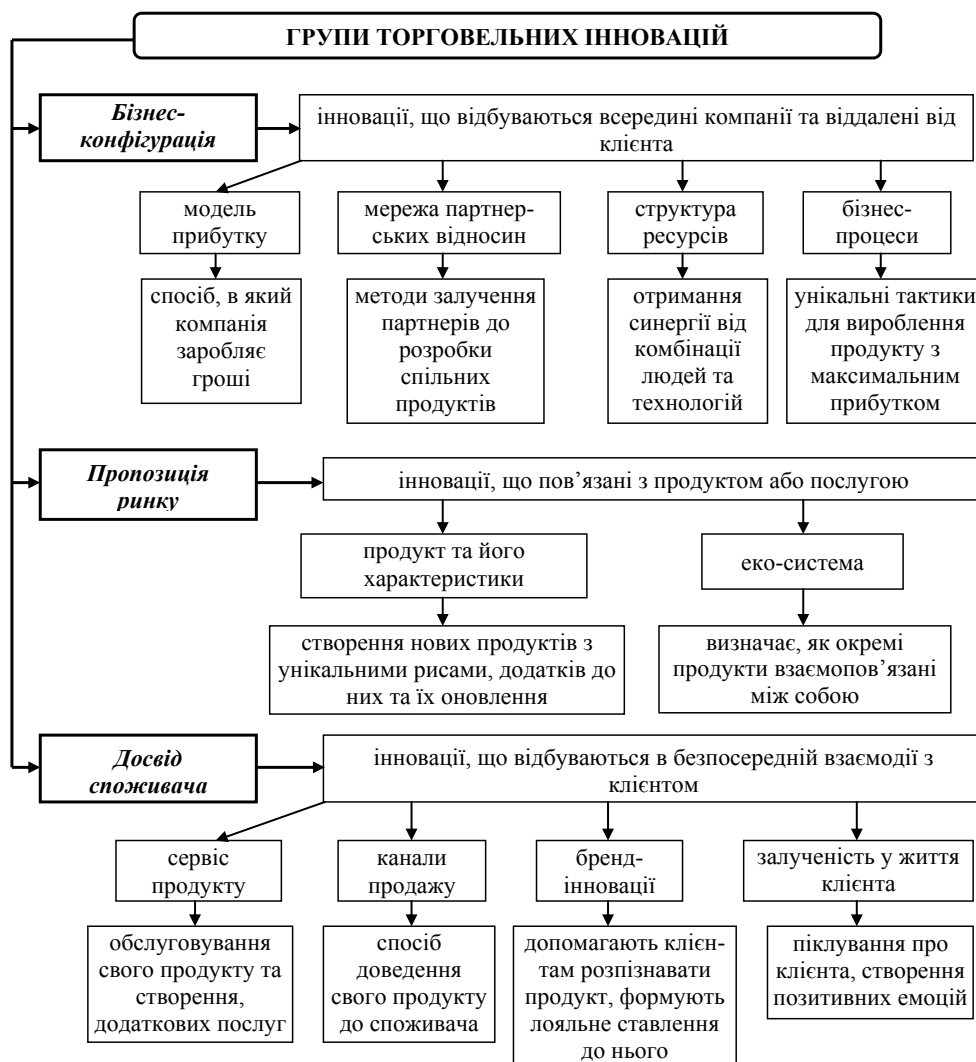 ГРУПИ ТОРГОВЕЛЬНИХ ІННОВАЦІЙ
Бізнес-
конфігурація
інновації, що відбуваються всередині компанії та віддалені від
клієнта
модель
прибутку
мережа партнер-
ських відносин
структура
ресурсів
бізнес-
процеси
спосіб, в який
компанія
заробляє
гроші
методи залучення
партнерів до
розробки
спільних
продуктів
отримання
синергії від
комбінації
людей та
технологій
унікальні тактики
для вироблення
продукту з
максимальним
прибутком
Пропозиція
ринку
інновації, що пов’язані з продуктом або послугою
продукт та його
характеристики
еко-система
створення нових продуктів з
унікальними рисами, додатків до
них та їх оновлення
визначає, як окремі
продукти взаємопов’язані
між собою
Досвід
споживача
інновації, що відбуваються в безпосередній взаємодії з
клієнтом
сервіс
продукту
канали
продажу
бренд-
інновації
залученість у життя
клієнта
обслуговування
свого продукту та
створення,
додаткових послуг
спосіб
доведення
свого продукту
до споживача
допомагають клієн-
там розпізнавати
продукт, формують
лояльне ставлення
до нього
піклування про
клієнта, створення
позитивних емоцій